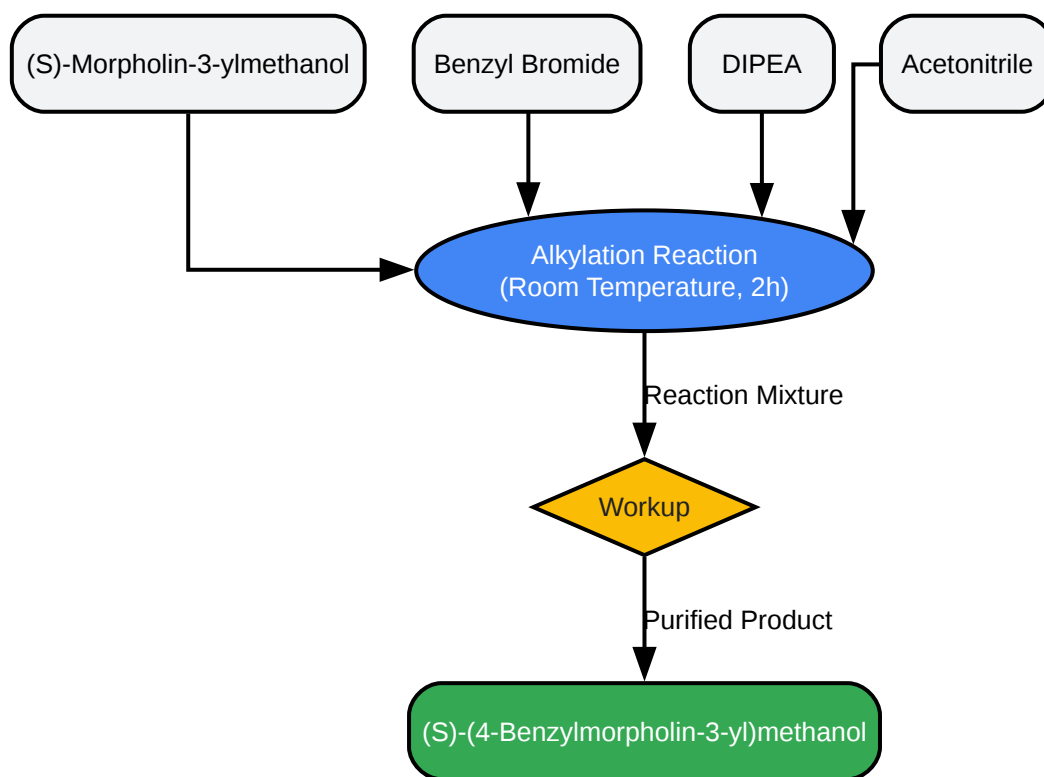 (S)-Morpholin-3-ylmethanol
Benzyl Bromide
DIPEA
Acetonitrile
Alkylation Reaction
(Room Temperature, 2h)
Reaction Mixture
Workup
Purified Product
(S)-(4-Benzylmorpholin-3-yl)methanol